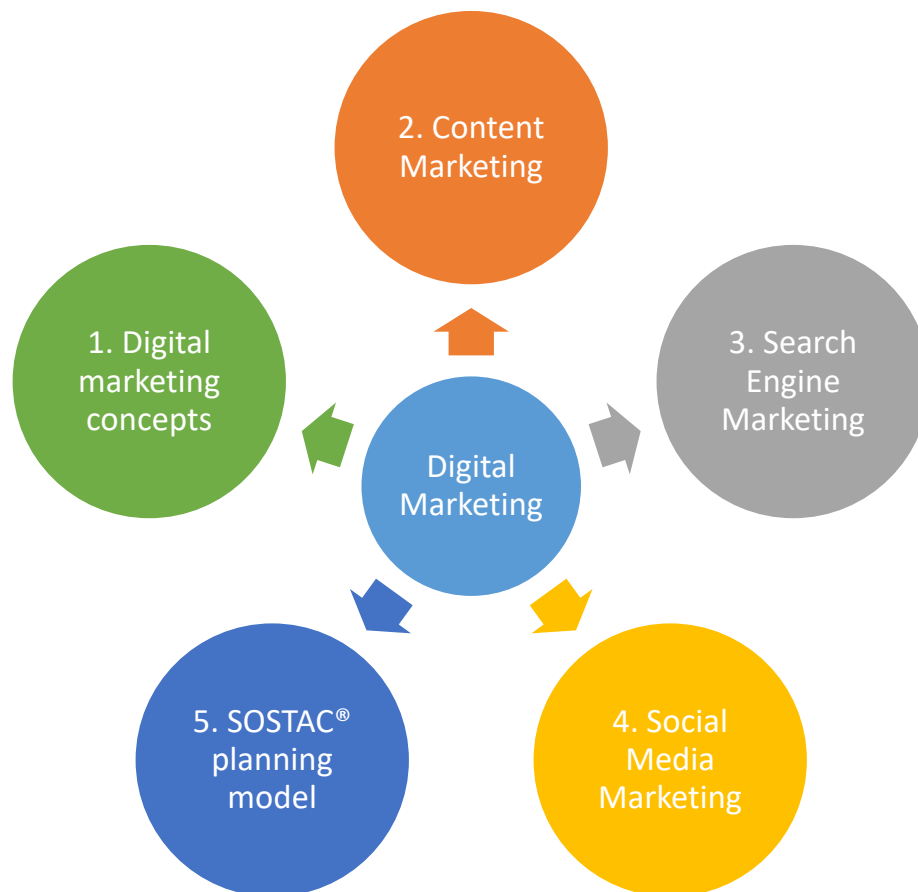 2. Content
Marketing
1. Digital
marketing
concepts
3. Search
Engine
Marketing
Digital
Marketing
5. SOSTAC®
planning
model
4. Social
Media
Marketing